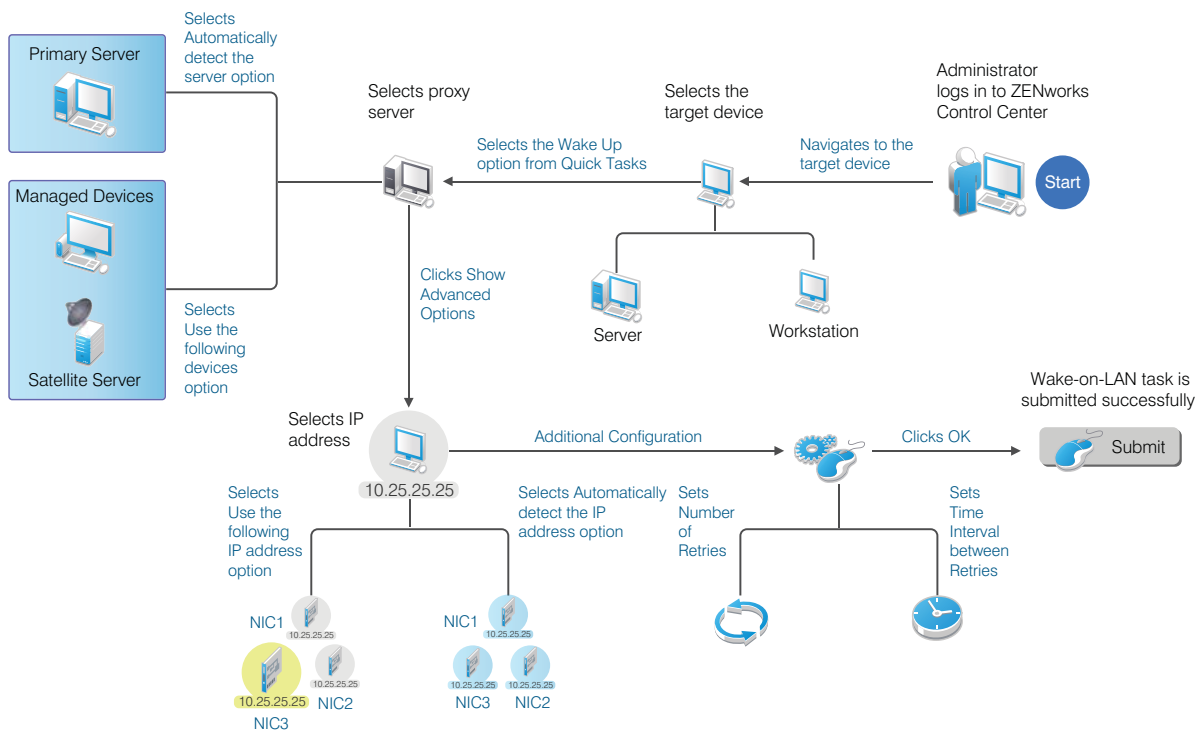 Selects
Automatically
detect the
server option
Primary Server
Managed Devices
Satellite Server
Selects
Use the
following
devices
option
Selects proxy
server
Selects the Wake Up
option from Quick Tasks
Selects the
target device
Navigates to the
target device
Administrator
logs in to ZENworks
Control Center
Start
Server
Workstation
Clicks Show
Advanced
Options
Selects IP
address
10.25.25.25
Additional Configuration
Clicks OK
Wake-on-LAN task is
submitted successfully
Submit
Selects
Use the
following
IP address
option
Selects Automatically
detect the IP
address option
Sets
Number
of
Retries
Sets
Time
Interval
between
Retries
NIC1
10.25.25.25
10.25.25.25
NIC3
10.25.25.25
NIC2
NIC1
10.25.25.25
10.25.25.25
NIC3
10.25.25.25
NIC2